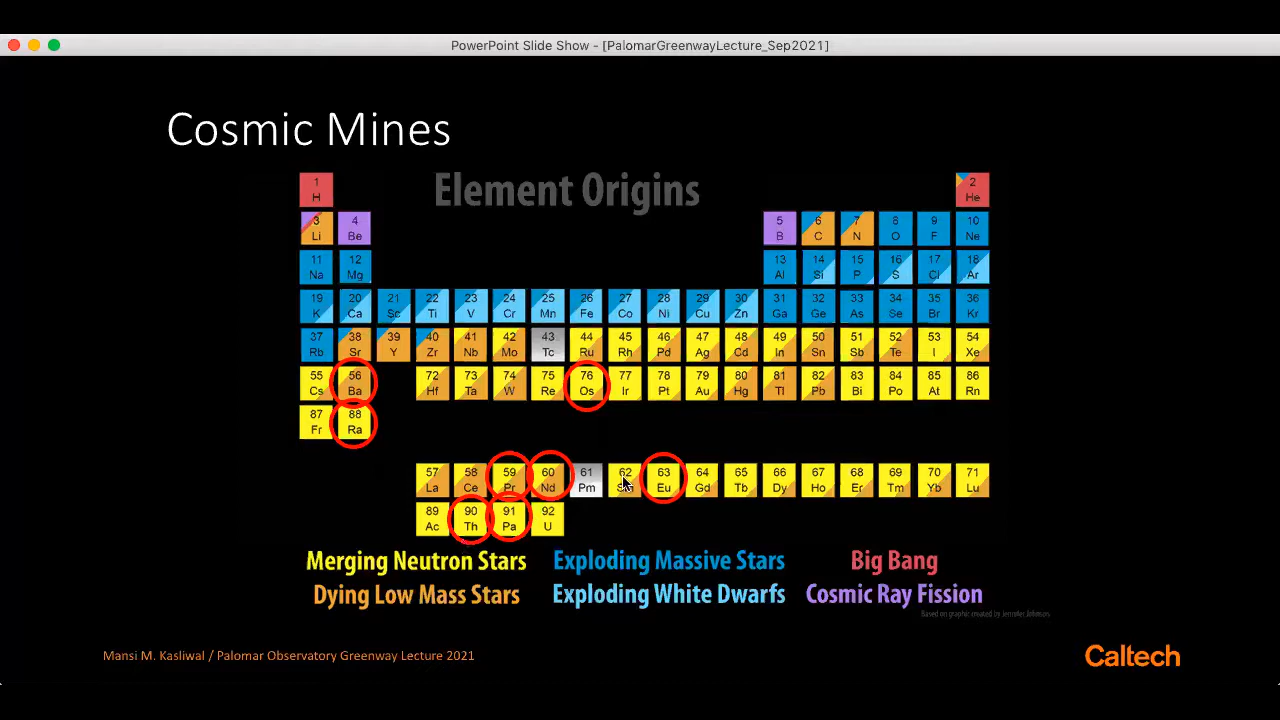 PowerPoint Slide Show - [PalomarGreenwayLecture_Sep2021]
Cosmic Mines
Element Origins
1 2
H He
3 4 5 6 7 8 9 10
Li Be B C N O F Ne
11 12 13 14 15 16 17 18
Na Mg Al Si P S Cl Ar
19 20 21 22 23 24 25 26 27 28 29 30 31 32 33 34 35 36
K Ca Sc Ti V Cr Mn Fe Co Ni Cu Zn Ga Ge As Se Br Kr
37 38 39 40 41 42 43 44 45 46 47 48 49 50 51 52 53 54
Rb Sr Y Zr Nb Mo Tc Ru Rh Pd Ag Cd In Sn Sb Te I Xe
55 56 72 73 74 75 76 77 78 79 80 81 82 83 84 85 86
Cs Ba Hf Ta W Re Os Ir Pt Au Hg Tl Pb Bi Po At Rn
87 88
Fr Ra
57 58 59 60 61 62 63 64 65 66 67 68 69 70 71
La Ce Pr Nd Pm Eu Gd Tb Dy Ho Er Tm Yb Lu
89 90 91 92
Ac Th Pa U
Merging Neutron Stars Exploding Massive Stars Big Bang
Dying Low Mass Stars Exploding White Dwarfs Cosmic Ray Fission
Based on graphic created by Jennifer Johnson
Mansi M. Kasliwal / Palomar Observatory Greenway Lecture 2021
Caltech